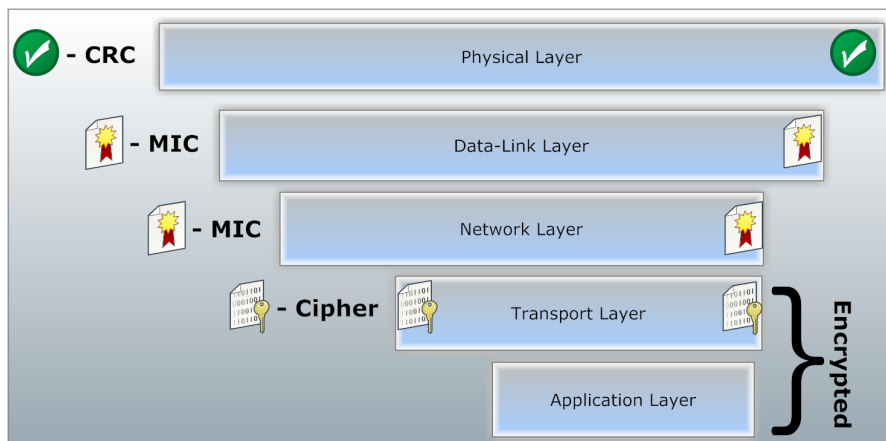 - CRC
Physical Layer
- MIC
Data-Link Layer
- MIC
Network Layer
- Cipher
Transport Layer
Application Layer
Encrypted